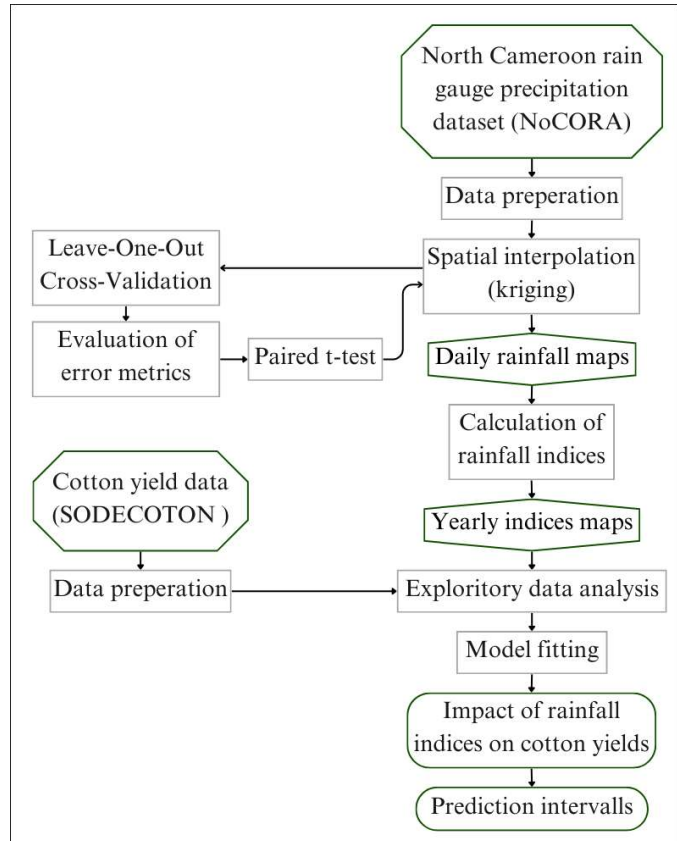 North Cameroon rain
gauge precipitation
dataset (NoCORA)
Data preperation
Spatial interpolation
(kriging)
Leave-One-Out
Cross-Validation
Evaluation of
error metrics
Paired t-test
Daily rainfall maps
Calculation of
rainfall indices
Cotton yield data
(SODECOTON )
Yearly indices maps
Data preperation
Exploritory data analysis
Model fitting
Impact of rainfall
indices on cotton yields
Prediction intervalls